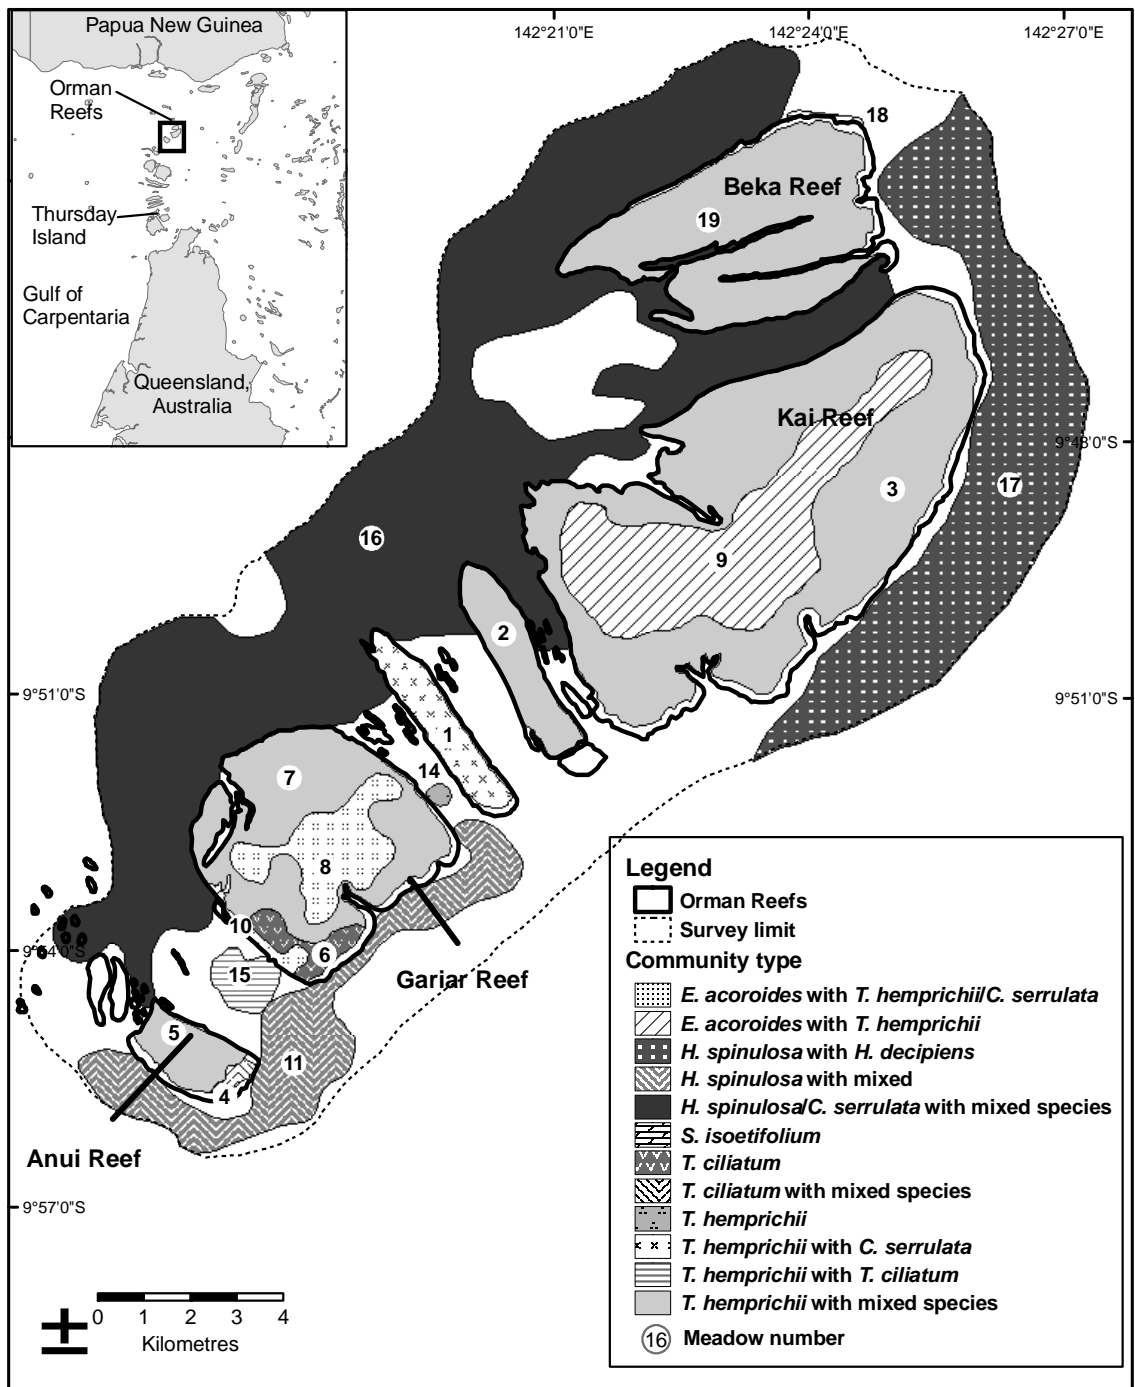 Papua New Guinea
Orman
Reefs
Thursday
Island
Gulf of
Carpentaria
Queensland,
Australia
142°21'0"E
142°24'0"E
142°27'0"E
18
Beka Reef
19
Kai Reef
9°48'0"S
3
17
16
9
2
9°51'0"S
9°51'0"S
1
14
7
8
10
6
9°54'0"S
15
Gariar Reef
5
11
4
Anui Reef
9°57'0"S
0 1 2 3 4
Kilometres
Legend
Orman Reefs
Survey limit
Community type
E. acoroides with T. hemprichii/C. serrulata
E. acoroides with T. hemprichii
H. spinulosa with H. decipiens
H. spinulosa with mixed
H. spinulosa/C. serrulata with mixed species
S. isoetifolium
T. ciliatum
T. ciliatum with mixed species
T. hemprichii
T. hemprichii with C. serrulata
T. hemprichii with T. ciliatum
T. hemprichii with mixed species
16 Meadow number